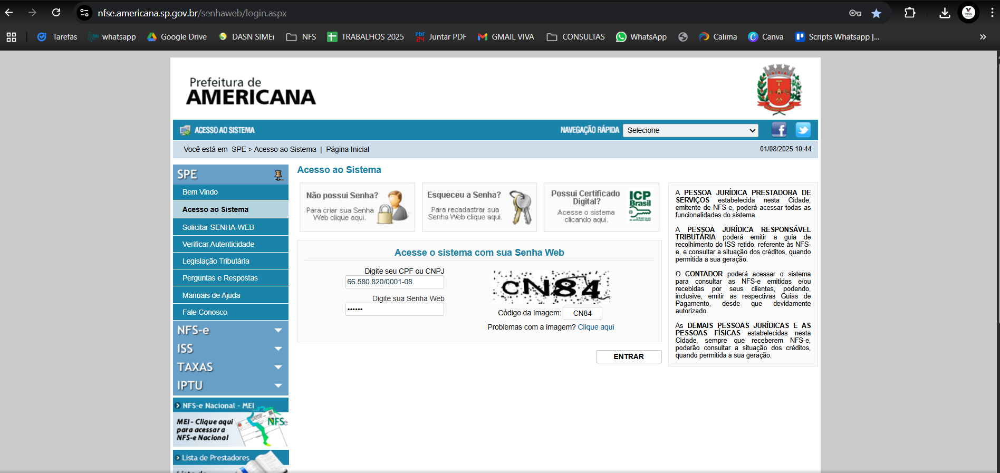 nfse.americana.sp.gov.br/senhaweb/login.aspx
Tarefas
whatsapp
Google Drive
DASN SIMEi
NFS
TRABALHOS 2025
PDF 24
Juntar PDF
GMAIL VIVA
CONSULTAS
WhatsApp
Calima
Canva
Scripts Whatsapp |...
VIVA
Prefeitura de
AMERICANA
ACESSO AO SISTEMA
NAVEGAÇÃO RÁPIDA
Selecione
Você está em SPE > Acesso ao Sistema | Página Inicial
01/08/2025 10:44
SPE
Bem Vindo
Acesso ao Sistema
Solicitar SENHA-WEB
Verificar Autenticidade
Legislação Tributária
Perguntas e Respostas
Manuais de Ajuda
Fale Conosco
NFS-e
ISS
TAXAS
IPTU
NFS-e Nacional - MEI
MEI - Clique aqui
para acessar a
NFS-e Nacional
NFSe
Lista de Prestadores
Lista de
Acesso ao Sistema
Não possui Senha?
Para criar sua Senha
Web clique aqui.
Esqueceu a Senha?
Para recadastrar sua
Senha Web clique aqui.
Possui Certificado
Digital?
Acesse o sistema
clicando aqui.
ICP
Brasil
Acesse o sistema com sua Senha Web
Digite seu CPF ou CNPJ
66.580.820/0001-08
Digite sua Senha Web
••••••
CN84
Código da Imagem: CN84
Problemas com a imagem? Clique aqui
ENTRAR
A PESSOA JURÍDICA PRESTADORA DE
SERVIÇOS estabelecida nesta Cidade,
emitente de NFS-e, poderá acessar todas as
funcionalidades do sistema.
A PESSOA JURÍDICA RESPONSÁVEL
TRIBUTÁRIA poderá emitir a guia de
recolhimento do ISS retido, referente às NFS-
e, e consultar a situação dos créditos, quando
permitida a sua geração.
O CONTADOR poderá acessar o sistema
para consultar as NFS-e emitidas e/ou
recebidas por seus clientes, podendo,
inclusive, emitir as respectivas Guias de
Pagamento, desde que devidamente
autorizado.
As DEMAIS PESSOAS JURÍDICAS E AS
PESSOAS FÍSICAS estabelecidas nesta
Cidade, sempre que receberem NFS-e,
poderão consultar a situação dos créditos,
quando permitida a sua geração.